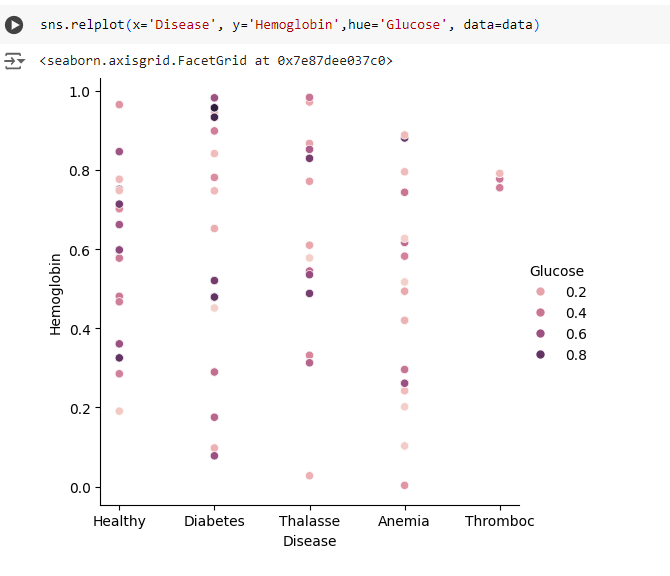 sns.relplot(x='Disease', y='Hemoglobin',hue='Glucose', data=data)
<seaborn.axisgrid.FacetGrid at 0x7e87dee037c0>
1.0
0.8
0.6
0.4
0.2
0.0
Hemoglobin
Healthy Diabetes Thalasse Anemia Thromboc
Disease
Glucose
0.2
0.4
0.6
0.8